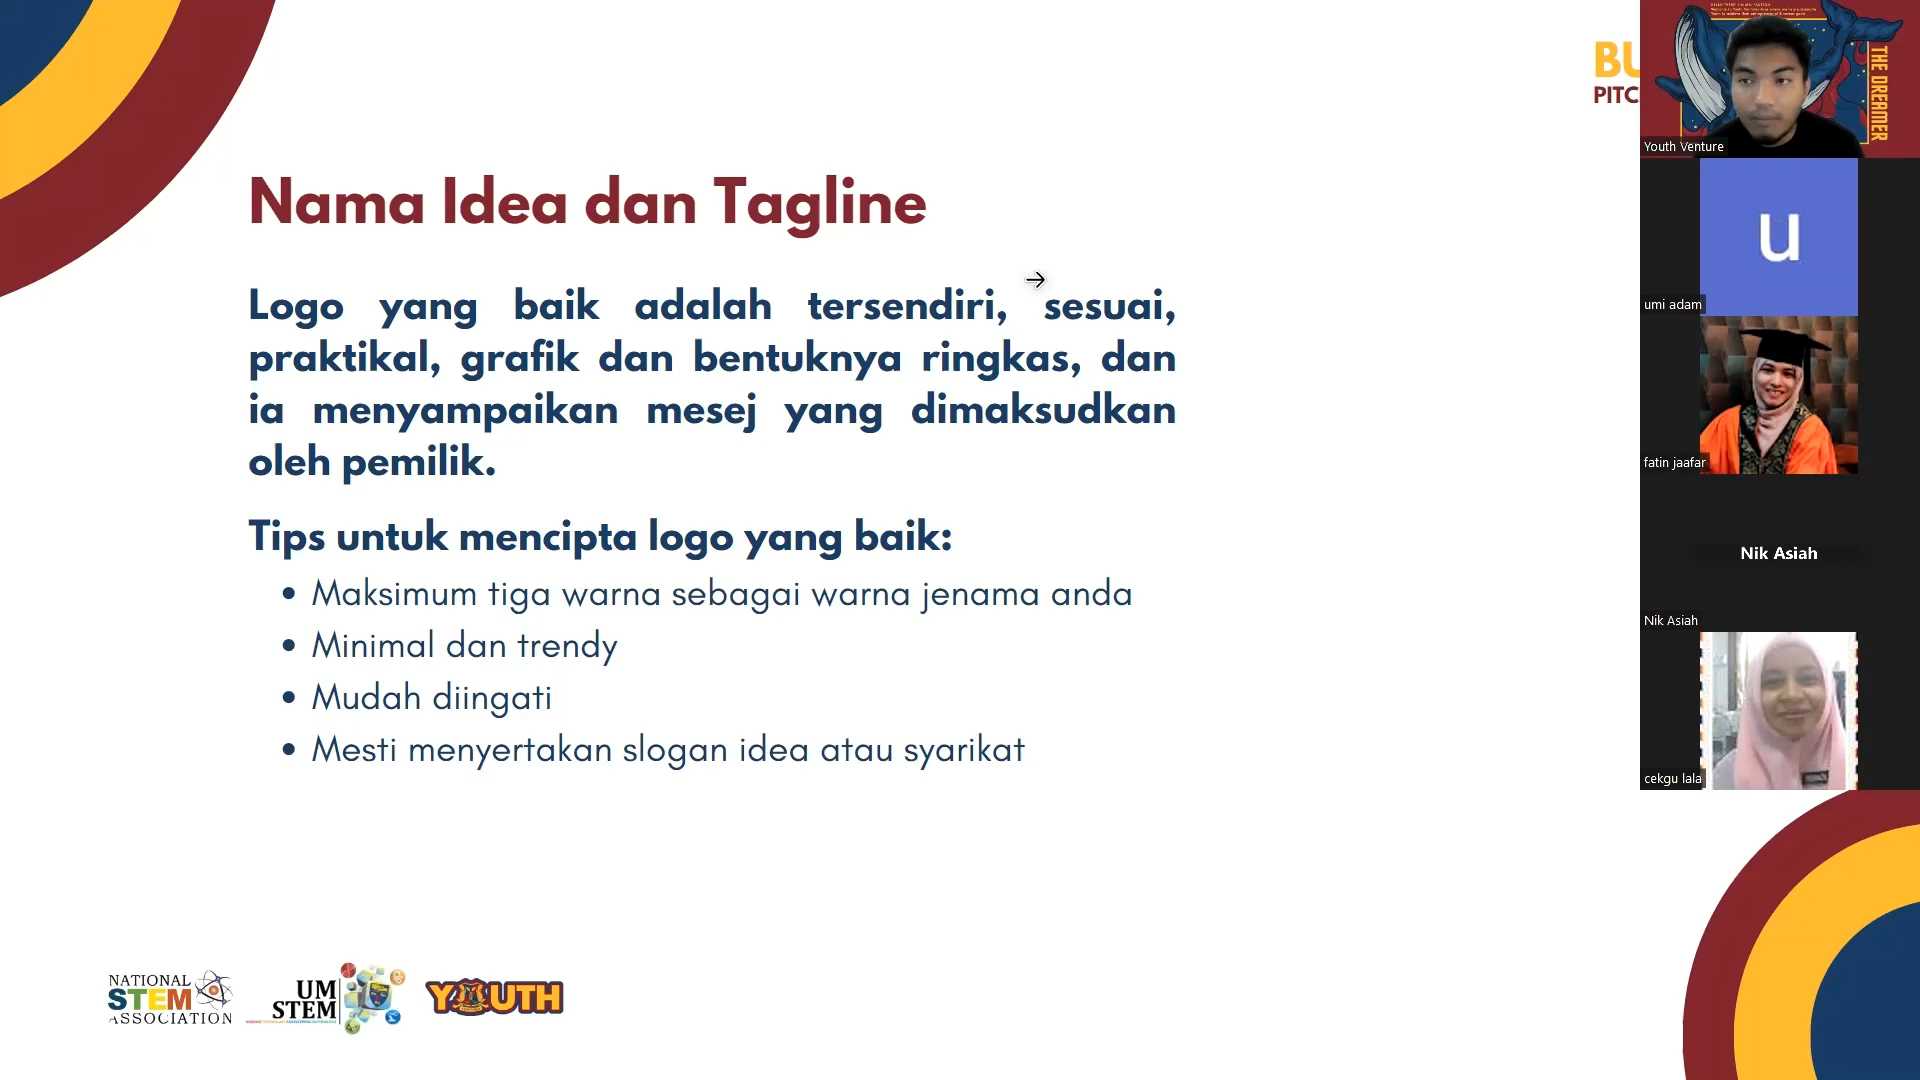 BU
PITC
THE DREAMER
Youth Venture
Nama Idea dan Tagline
Logo yang baik adalah tersendiri, sesuai,
praktikal, grafik dan bentuknya ringkas, dan
ia menyampaikan mesej yang dimaksudkan
oleh pemilik.
Tips untuk mencipta logo yang baik:
• Maksimum tiga warna sebagai warna jenama anda
• Minimal dan trendy
• Mudah diingati
• Mesti menyertakan slogan idea atau syarikat
u
umi adam
fatin jaafar
Nik Asiah
Nik Asiah
cekgu lala
NATIONAL
STEM
ASSOCIATION
UM
STEM
YOUTH